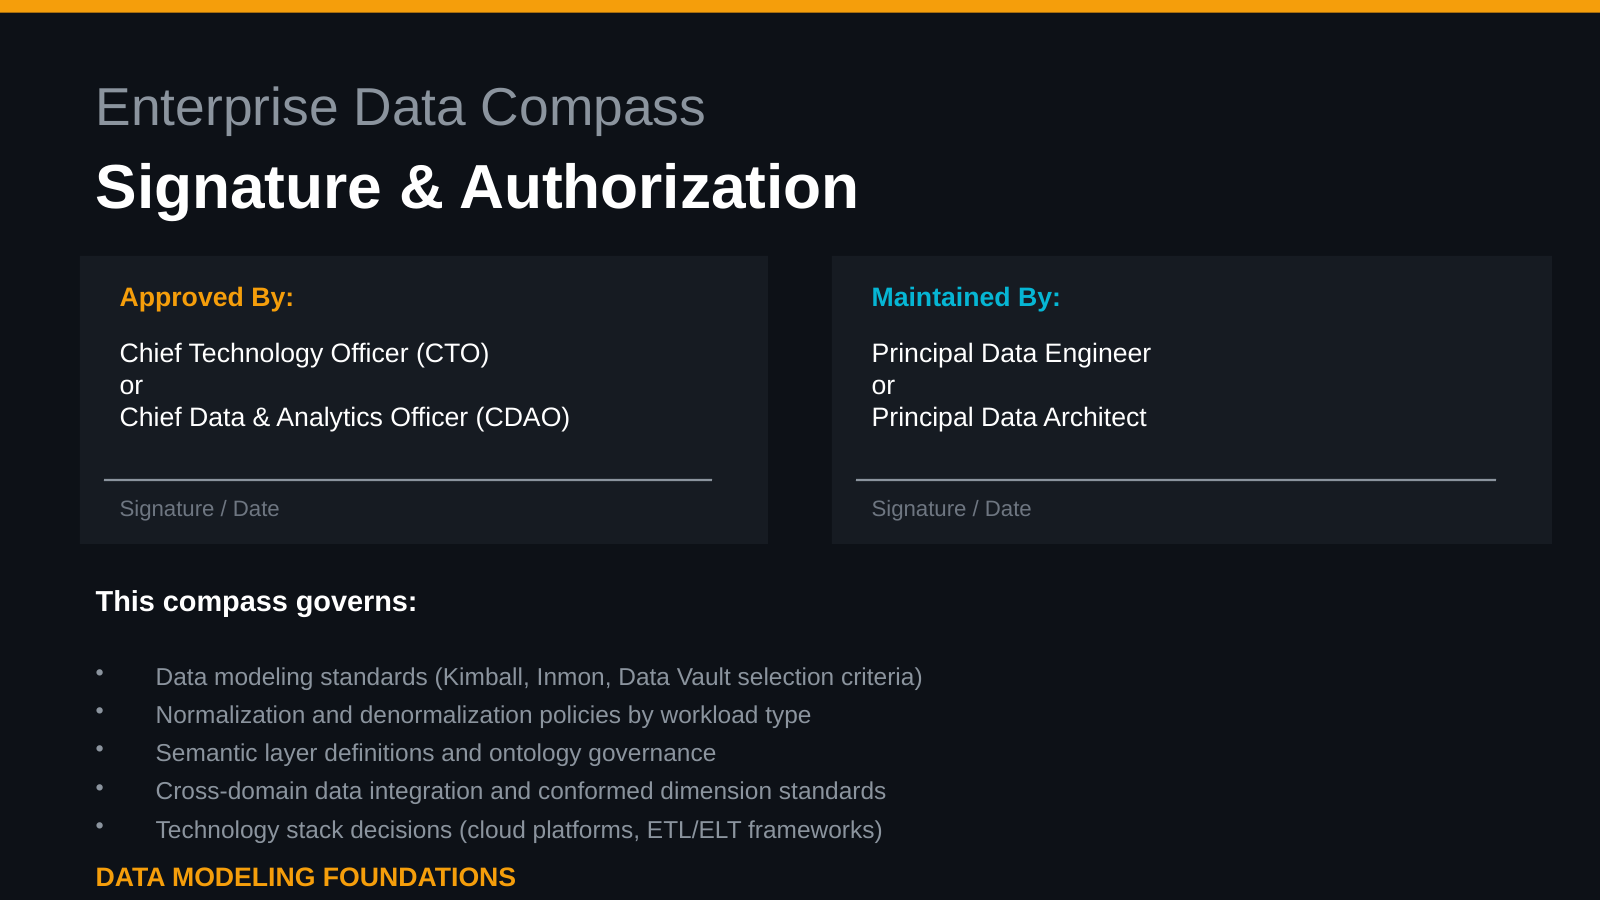 Enterprise Data Compass
Signature & Authorization
Approved By:
Chief Technology Officer (CTO)
or
Chief Data & Analytics Officer (CDAO)
Signature / Date
Maintained By:
Principal Data Engineer
or
Principal Data Architect
Signature / Date
This compass governs:
• Data modeling standards (Kimball, Inmon, Data Vault selection criteria)
• Normalization and denormalization policies by workload type
• Semantic layer definitions and ontology governance
• Cross-domain data integration and conformed dimension standards
• Technology stack decisions (cloud platforms, ETL/ELT frameworks)
DATA MODELING FOUNDATIONS